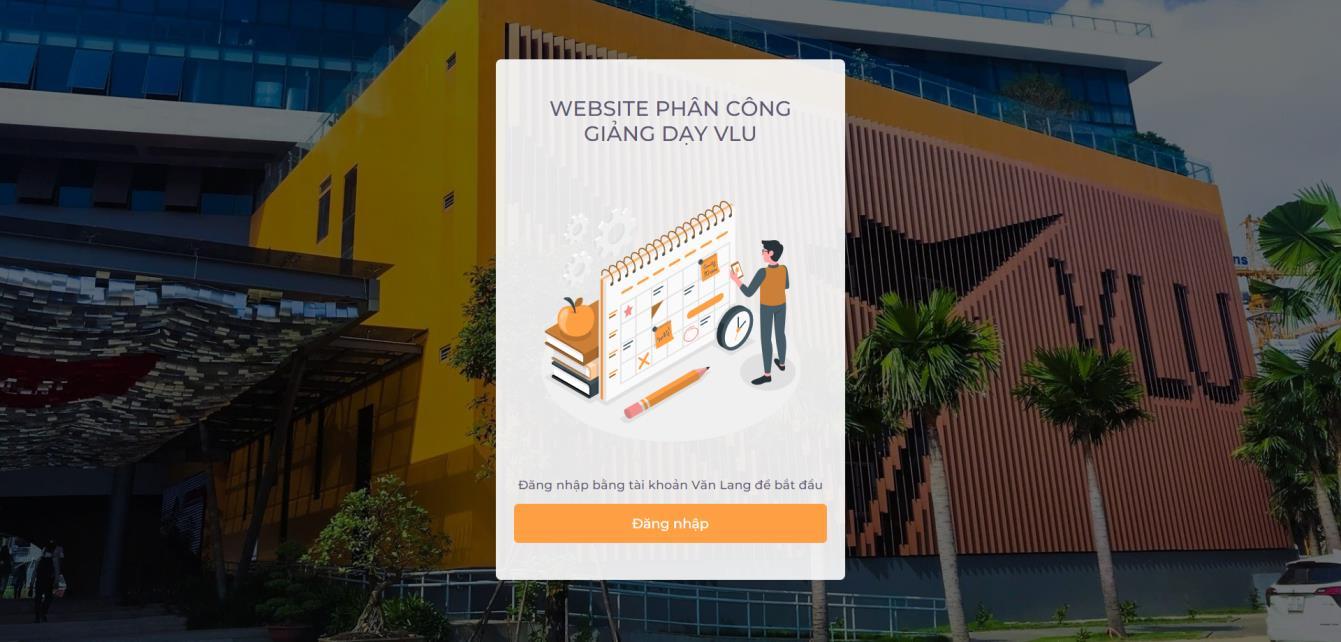 WEBSITE PHÂN CÔNG
GIẢNG DẠY VLU
Đăng nhập bằng tài khoản Văn Lang để bắt đầu
Đăng nhập
VLU